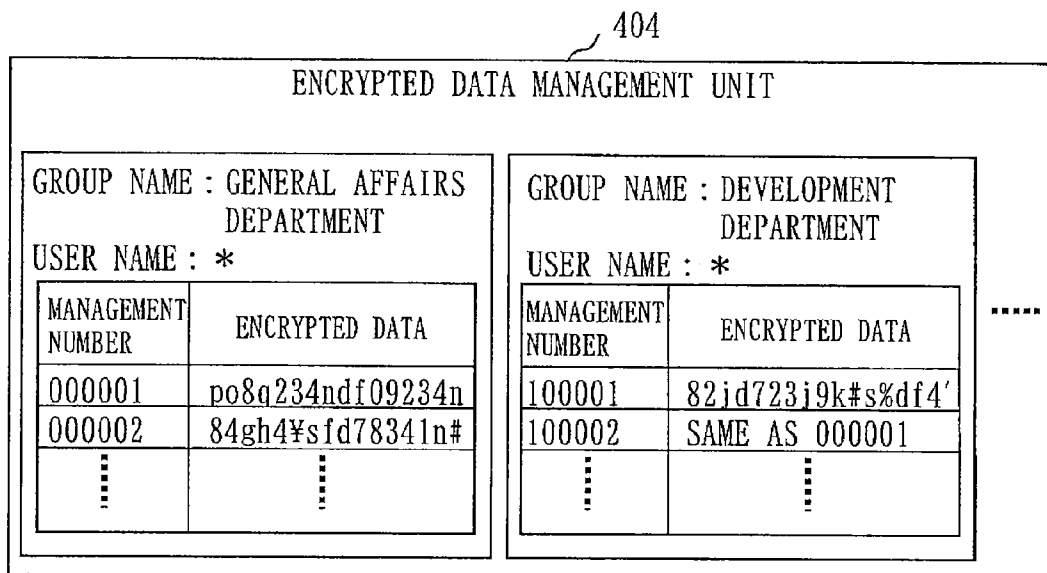 404
ENCRYPTED DATA MANAGEMENT UNIT
GROUP NAME : GENERAL AFFAIRS
DEPARTMENT
USER NAME : *
MANAGEMENT
NUMBER
ENCRYPTED DATA
000001 po8q234ndf09234n
000002 84gh4¥sfd78341n#
GROUP NAME : DEVELOPMENT
DEPARTMENT
USER NAME : *
MANAGEMENT
NUMBER
ENCRYPTED DATA
100001 82jd723j9k#s%df4'
100002 SAME AS 000001